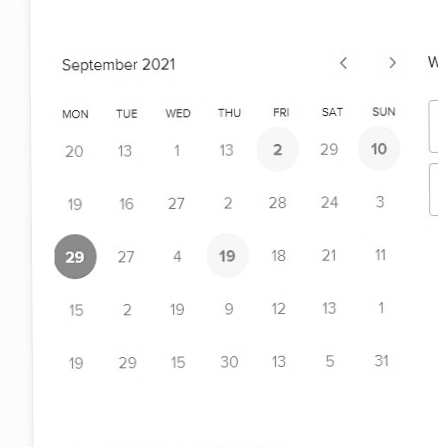 September 2021
W
MON TUE WED THU FRI SAT SUN
20 13 1 13 2 29 10
19 16 27 2 28 24 3
29 27 4 19 18 21 11
15 2 19 9 12 13 1
19 29 15 30 13 5 31